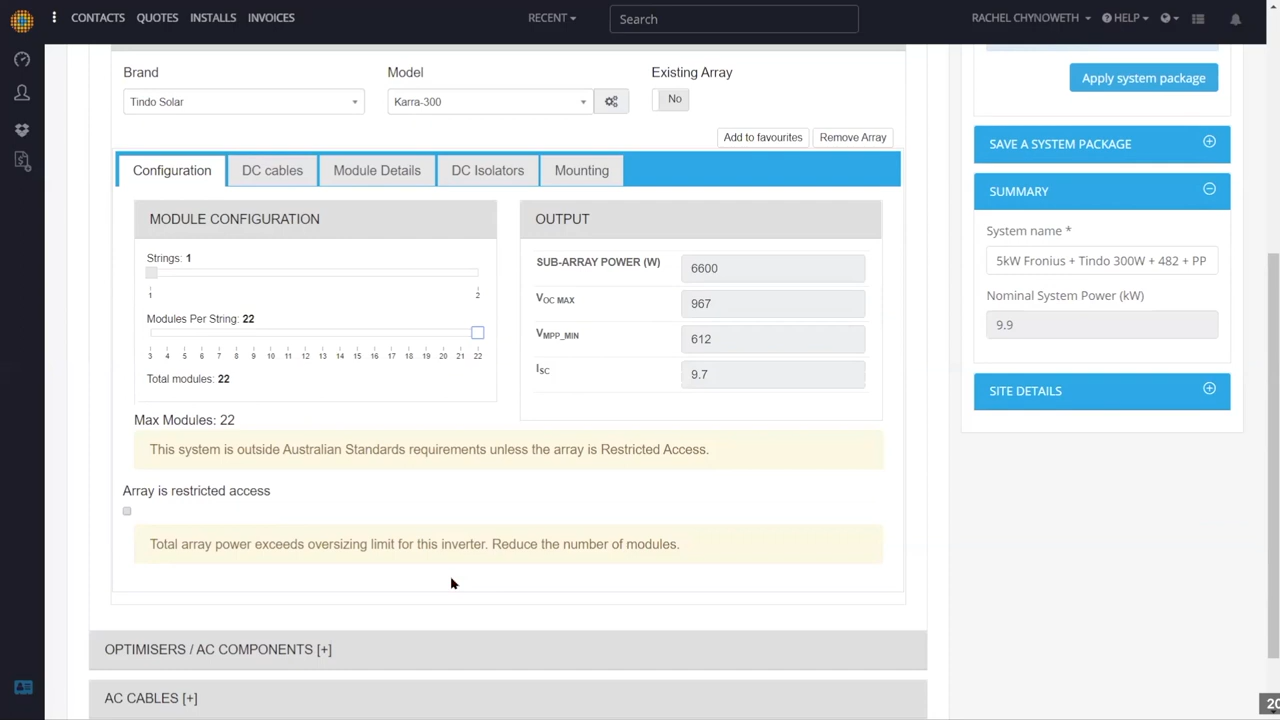 CONTACTS QUOTES INSTALLS INVOICES RECENT Search RACHEL CHYNOWETH HELP
Brand Model Existing Array
Tindo Solar Karra-300 No
Add to favourites Remove Array
Configuration DC cables Module Details DC Isolators Mounting
MODULE CONFIGURATION
Strings: 1
1 2
Modules Per String: 22
3 4 5 6 7 8 9 10 11 12 13 14 15 16 17 18 19 20 21 22
Total modules: 22
OUTPUT
SUB-ARRAY POWER (W) 6600
VOC MAX 967
VMPP_MIN 612
ISC 9.7
Max Modules: 22
This system is outside Australian Standards requirements unless the array is Restricted Access.
Array is restricted access
Total array power exceeds oversizing limit for this inverter. Reduce the number of modules.
OPTIMISERS / AC COMPONENTS [+]
AC CABLES [+]
Apply system package
SAVE A SYSTEM PACKAGE
SUMMARY
System name *
5kW Fronius + Tindo 300W + 482 + PP
Nominal System Power (kW)
9.9
SITE DETAILS